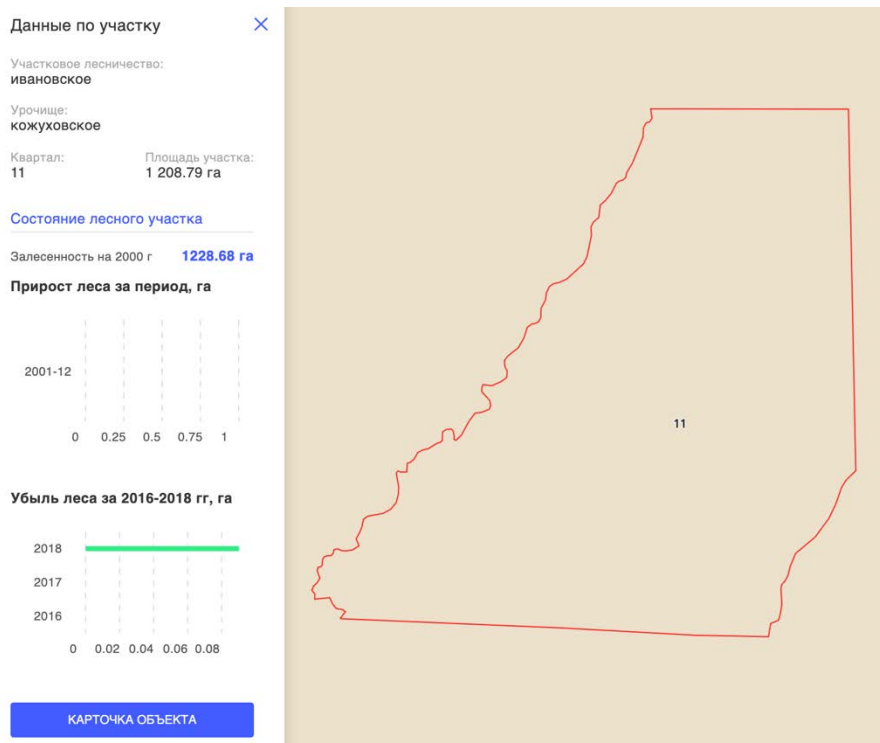 Данные по участку
Участковое лесничество:
ивановское
Урочище:
кожуховское
Квартал: Площадь участка:
11 1 208.79 га
Состояние лесного участка
Залесенность на 2000 г 1228.68 га
Прирост леса за период, га
2001-12
0 0.25 0.5 0.75 1
Убыль леса за 2016-2018 гг, га
2018
2017
2016
0 0.02 0.04 0.06 0.08
КАРТОЧКА ОБЪЕКТА
11